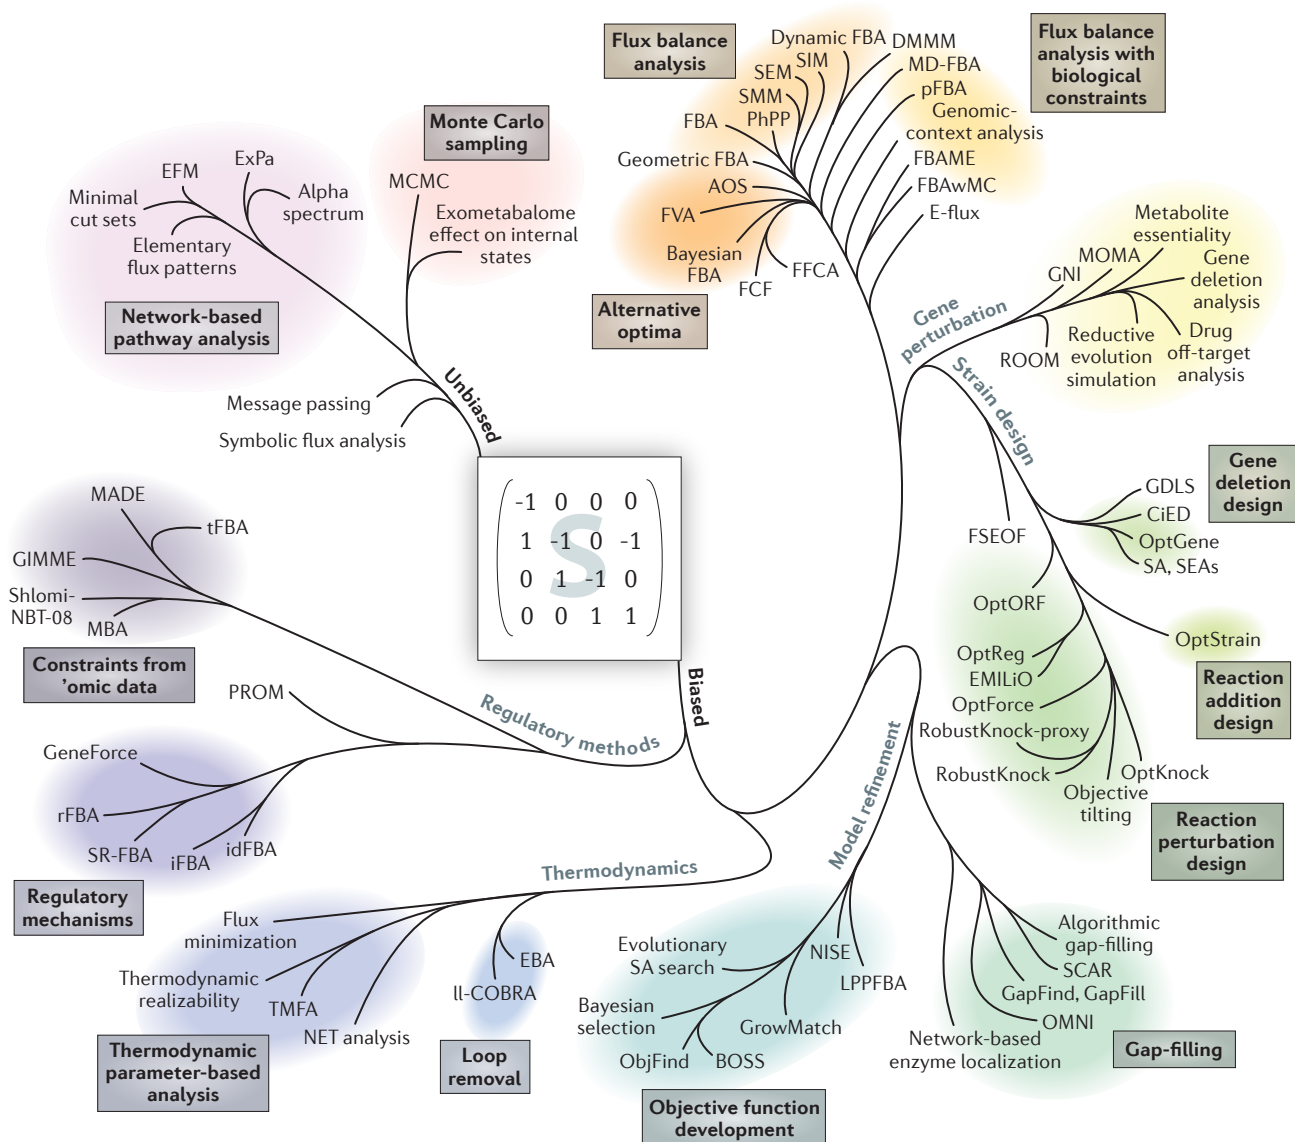 Flux balance
analysis
Dynamic FBA
SIM
SEM
SMM
PhPP
FBA
Geometric FBA
DMMM
MD-FBA
pFBA
Genomic-
context analysis
FBAME
FBAwMC
E-flux
Flux balance
analysis with
biological
constraints
AOS
FVA
Bayesian
FBA
FCF
FFCA
Alternative
optima
Monte Carlo
sampling
MCMC
Exometabalome
effect on internal
states
ExPa
EFM
Alpha
spectrum
Minimal
cut sets
Elementary
flux patterns
Network-based
pathway analysis
Unbiased
Message passing
Symbolic flux analysis
Gene
perturbation
GNI
MOMA
Metabolite
essentiality
Gene
deletion
analysis
ROOM
Reductive
evolution
simulation
Drug
off-target
analysis
Strain design
FSEOF
Gene
deletion
design
GDLS
CiED
OptGene
SA, SEAs
OptORF
OptStrain
Reaction
addition
design
OptReg
EMILiO
OptForce
RobustKnock-proxy
RobustKnock
OptKnock
Objective
tilting
Reaction
perturbation
design
S
-1 0 0 0
1 -1 0 -1
0 1 -1 0
0 0 1 1
Biased
MADE
tFBA
GIMME
Shlomi-
NBT-08
MBA
Constraints from
'omic data
Regulatory methods
PROM
GeneForce
rFBA
SR-FBA
iFBA
idFBA
Regulatory
mechanisms
Thermodynamics
Flux
minimization
Thermodynamic
realizability
TMFA
NET analysis
Thermodynamic
parameter-based
analysis
EBA
ll-COBRA
Loop
removal
Model refinement
Evolutionary
SA search
NISE
LPPFBA
Bayesian
selection
GrowMatch
ObjFind
BOSS
Objective function
development
Algorithmic
gap-filling
SCAR
GapFind, GapFill
OMNI
Network-based
enzyme localization
Gap-filling